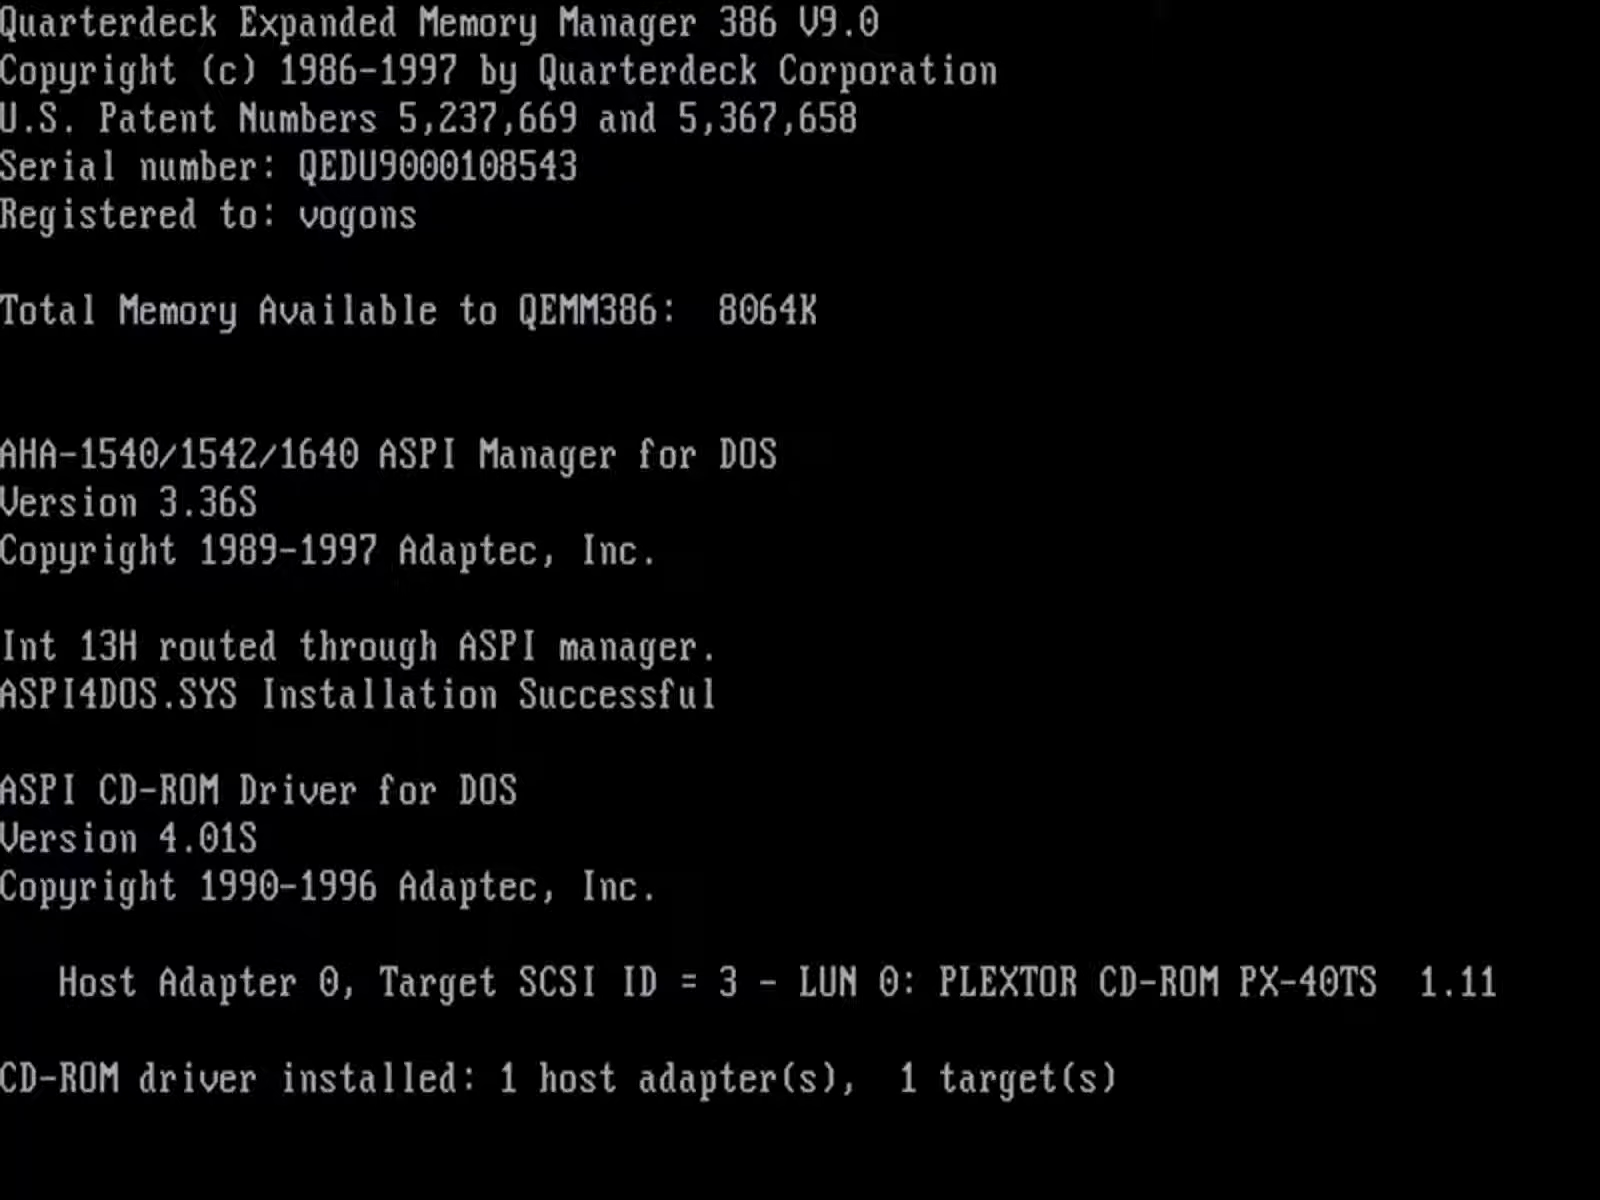 Quarterdeck Expanded Memory Manager 386 V9.0
Copyright (c) 1986-1997 by Quarterdeck Corporation
U.S. Patent Numbers 5,237,669 and 5,367,658
Serial number: QEDU9000108543
Registered to: vogons
Total Memory Available to QEMM386:  8064K
AHA-1540/1542/1640 ASPI Manager for DOS
Version 3.36S
Copyright 1989-1997 Adaptec, Inc.
Int 13H routed through ASPI manager.
ASPI4DOS.SYS Installation Successful
ASPI CD-ROM Driver for DOS
Version 4.01S
Copyright 1990-1996 Adaptec, Inc.
Host Adapter 0, Target SCSI ID = 3 - LUN 0: PLEXTOR CD-ROM PX-40TS  1.11
CD-ROM driver installed: 1 host adapter(s),  1 target(s)